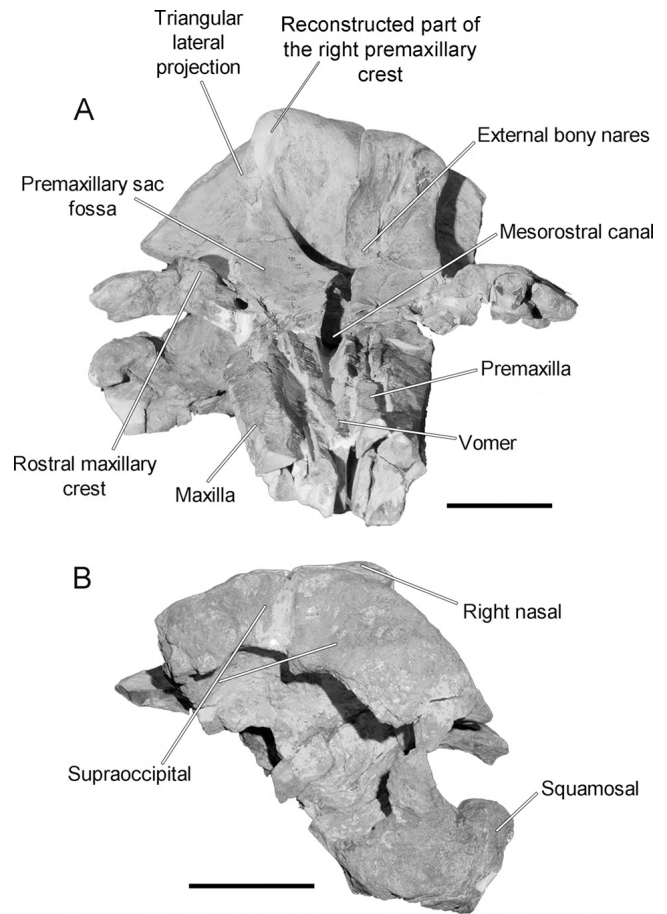 Triangular
lateral
projection
Reconstructed part of
the right premaxillary
crest
A
External bony nares
Premaxillary sac
fossa
Mesorostral canal
Premaxilla
Vomer
Rostral maxillary
crest
Maxilla
B
Right nasal
Supraoccipital
Squamosal